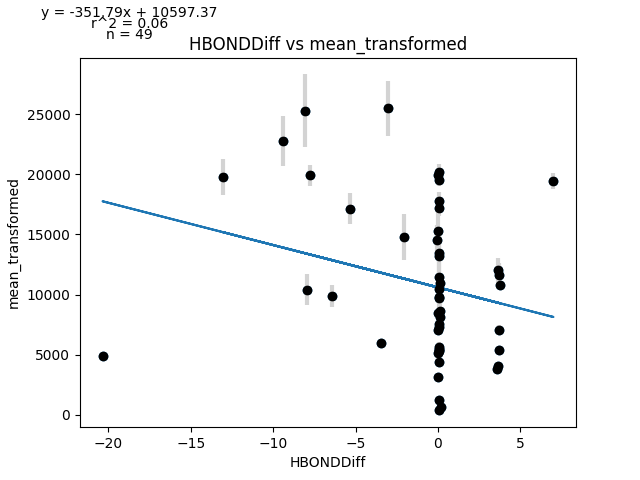 y = -351.79x + 10597.37
r^2 = 0.06
n = 49
HBONDDiff vs mean_transformed
mean_transformed
25000
20000
15000
10000
5000
0
−20
−15
−10
−5
0
5
HBONDDiff